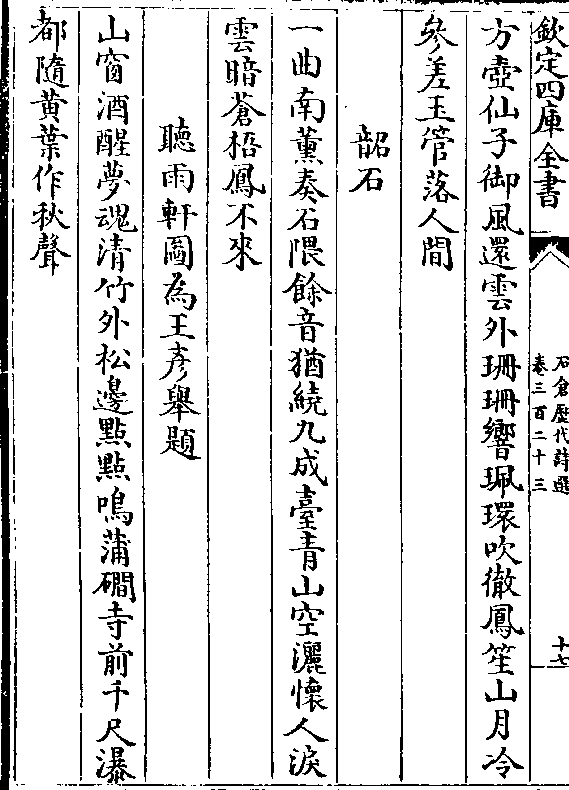 欽定四庫全書
石倉歷代詩選
卷三百二十三
十七
方壺仙子御風還雲外珊珊響珮環吹徹鳳笙山月冷
參差玉管落人間
韶石
一曲南薫奏石隈餘音猶繞九成臺青山空灑懷人淚
雲暗蒼梧鳳不來
聽雨軒圖為王彥舉題
山窗酒醒夢魂清竹外松邊點點鳴蒲磵寺前千尺瀑
都隨黄葉作秋聲